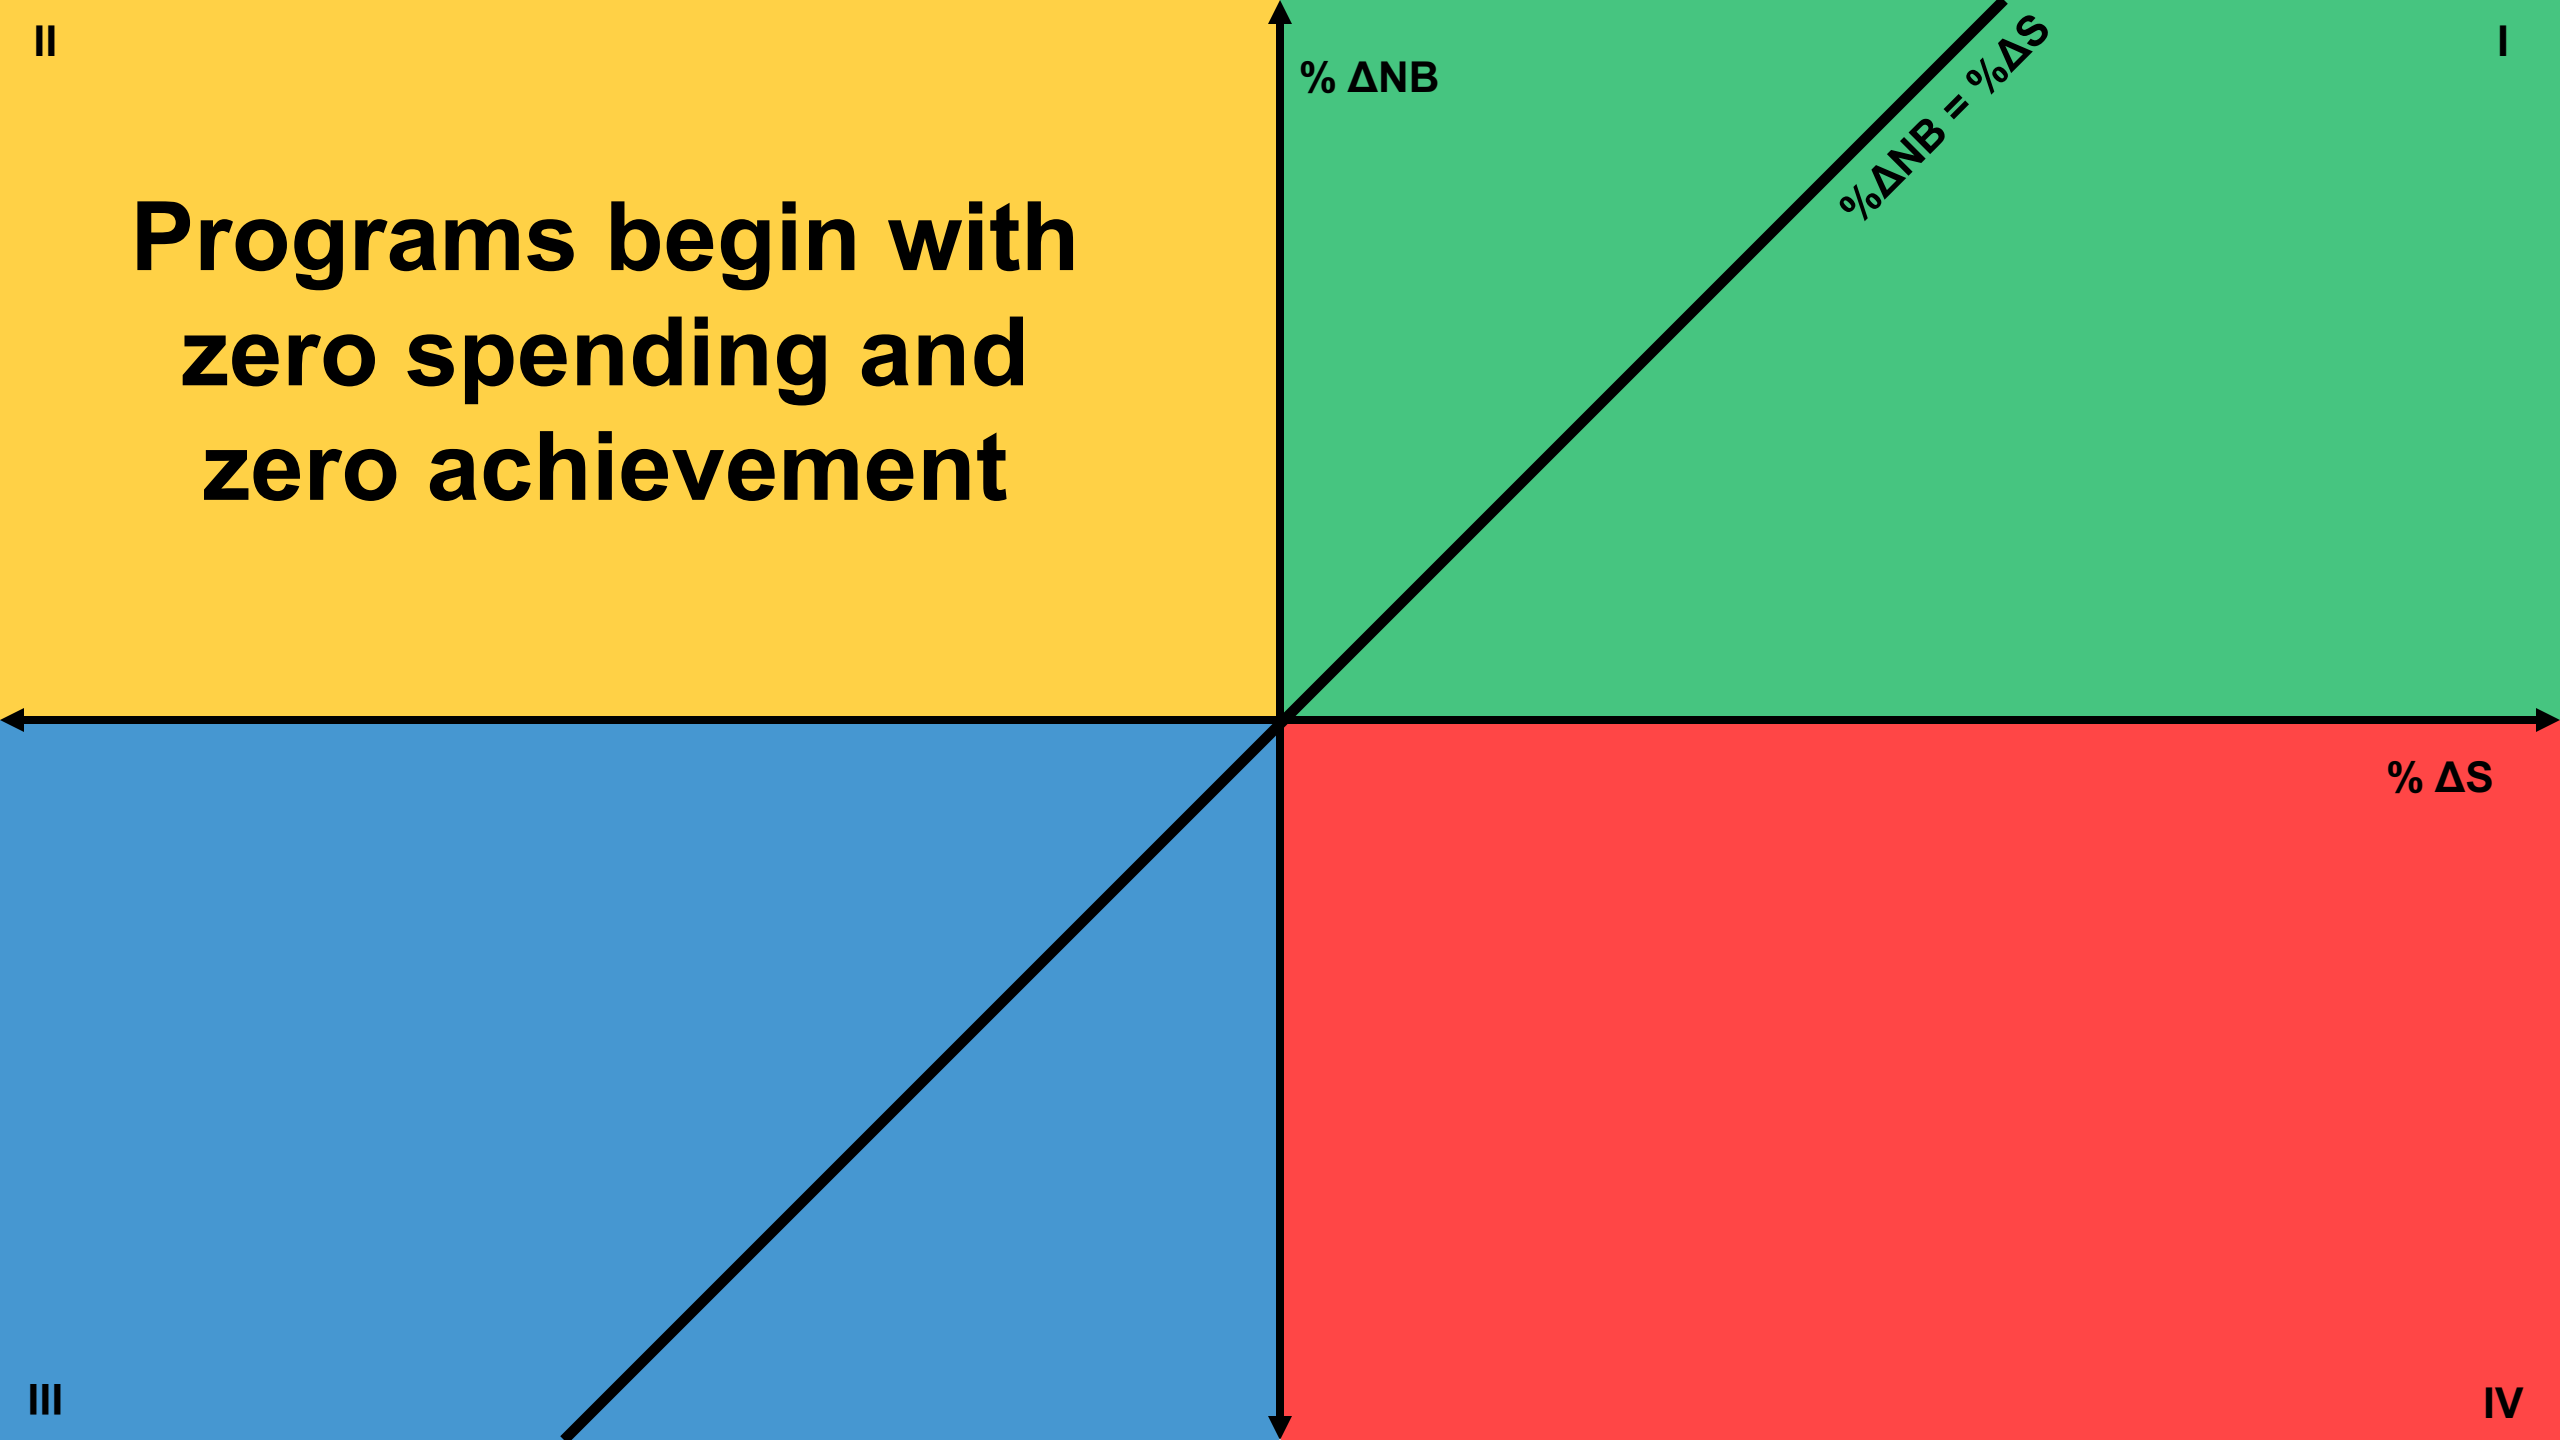 II
I
% ΔNB
%ΔNB = %ΔS
Programs begin with
zero spending and
zero achievement
% ΔS
III
IV